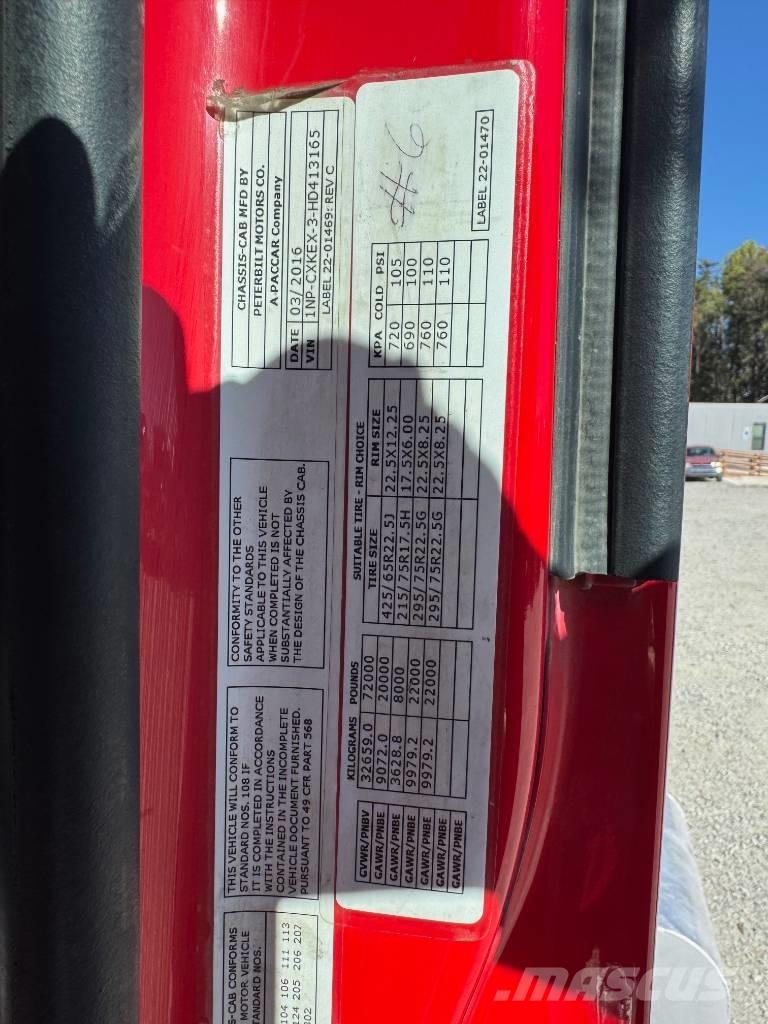 CHASSIS-CAB MFD BY
PETERBILT MOTORS CO.
A PACCAR Company
DATE 03/2016
VIN 1NP-CXKEX-3-HD413165
LABEL 22-01469: REV C
CONFORMITY TO THE OTHER
SAFETY STANDARDS
APPLICABLE TO THIS VEHICLE
WHEN COMPLETED IS NOT
SUBSTANTIALLY AFFECTED BY
THE DESIGN OF THE CHASSIS CAB.
THIS VEHICLE WILL CONFORM TO
STANDARD NOS. 108 IF
IT IS COMPLETED IN ACCORDANCE
WITH THE INSTRUCTIONS
CONTAINED IN THE INCOMPLETE
VEHICLE DOCUMENT FURNISHED.
PURSUANT TO 49 CFR PART 568
S-CAB CONFORMS
MOTOR VEHICLE
TANDARD NOS.
104 106 111 113
124 205 206 207
302
KILOGRAMS POUNDS SUITABLE TIRE - RIM CHOICE
TIRE SIZE RIM SIZE KPA COLD PSI
GVWR/PNBV 32659.0 72000
GAWR/PNBE 9072.0 20000 425/65R22.5J 22.5X12.25 720 105
GAWR/PNBE 3628.8 8000 215/75R17.5H 17.5X6.00 690 100
GAWR/PNBE 9979.2 22000 295/75R22.5G 22.5X8.25 760 110
GAWR/PNBE 9979.2 22000 295/75R22.5G 22.5X8.25 760 110
GAWR/PNBE
GAWR/PNBE
#6
LABEL 22-01470
MASCUS